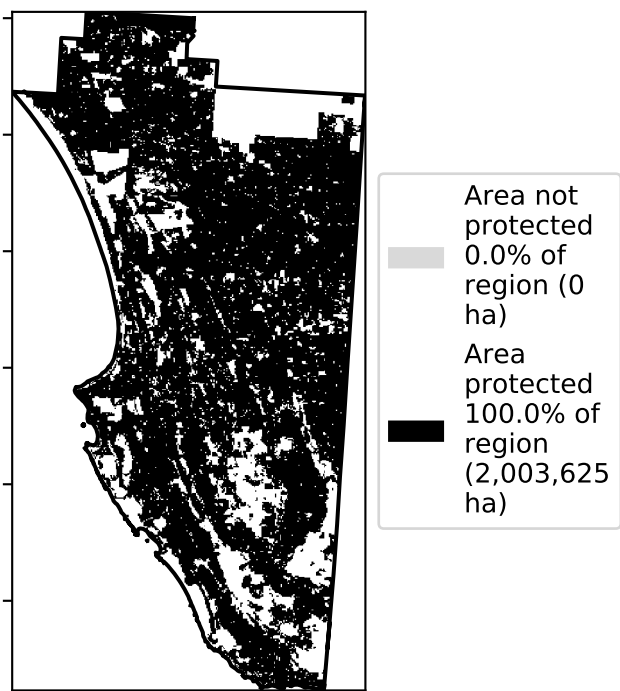 Area not
protected
0.0% of
region (0
ha)
Area
protected
100.0% of
region
(2,003,625
ha)